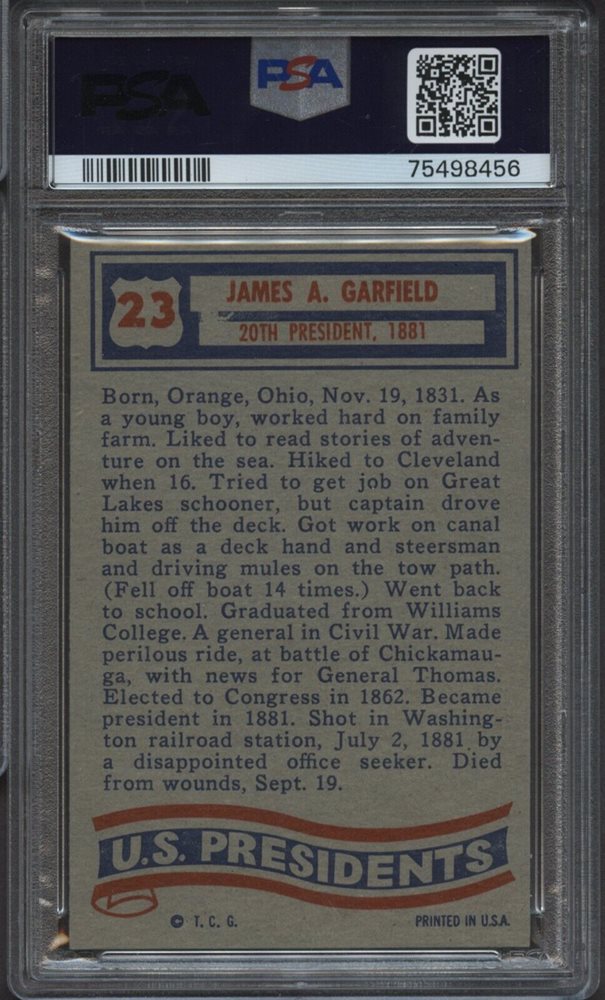 PSA
PSA
75498456
23
JAMES A. GARFIELD
20TH PRESIDENT, 1881
Born, Orange, Ohio, Nov. 19, 1831. As
a young boy, worked hard on family
farm. Liked to read stories of adven-
ture on the sea. Hiked to Cleveland
when 16. Tried to get job on Great
Lakes schooner, but captain drove
him off the deck. Got work on canal
boat as a deck hand and steersman
and driving mules on the tow path.
(Fell off boat 14 times.) Went back
to school. Graduated from Williams
College. A general in Civil War. Made
perilous ride, at battle of Chickamau-
ga, with news for General Thomas.
Elected to Congress in 1862. Became
president in 1881. Shot in Washing-
ton railroad station, July 2, 1881 by
a disappointed office seeker. Died
from wounds, Sept. 19.
U.S. PRESIDENTS
© T. C. G.
PRINTED IN U.S.A.